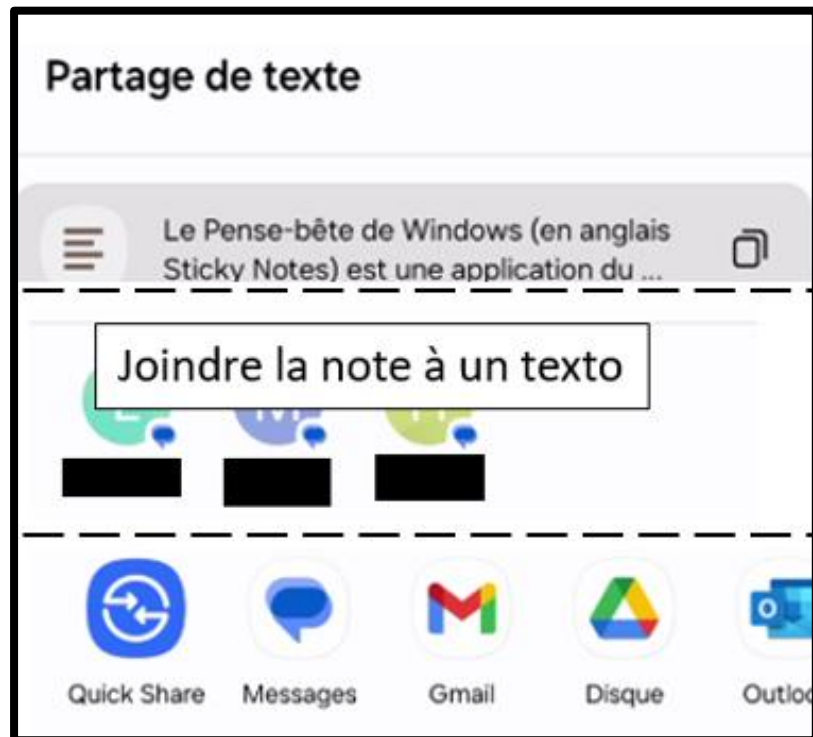 Partage de texte
Le Pense-bête de Windows (en anglais
Sticky Notes) est une application du ...
Joindre la note à un texto
Quick Share
Messages
Gmail
Disque